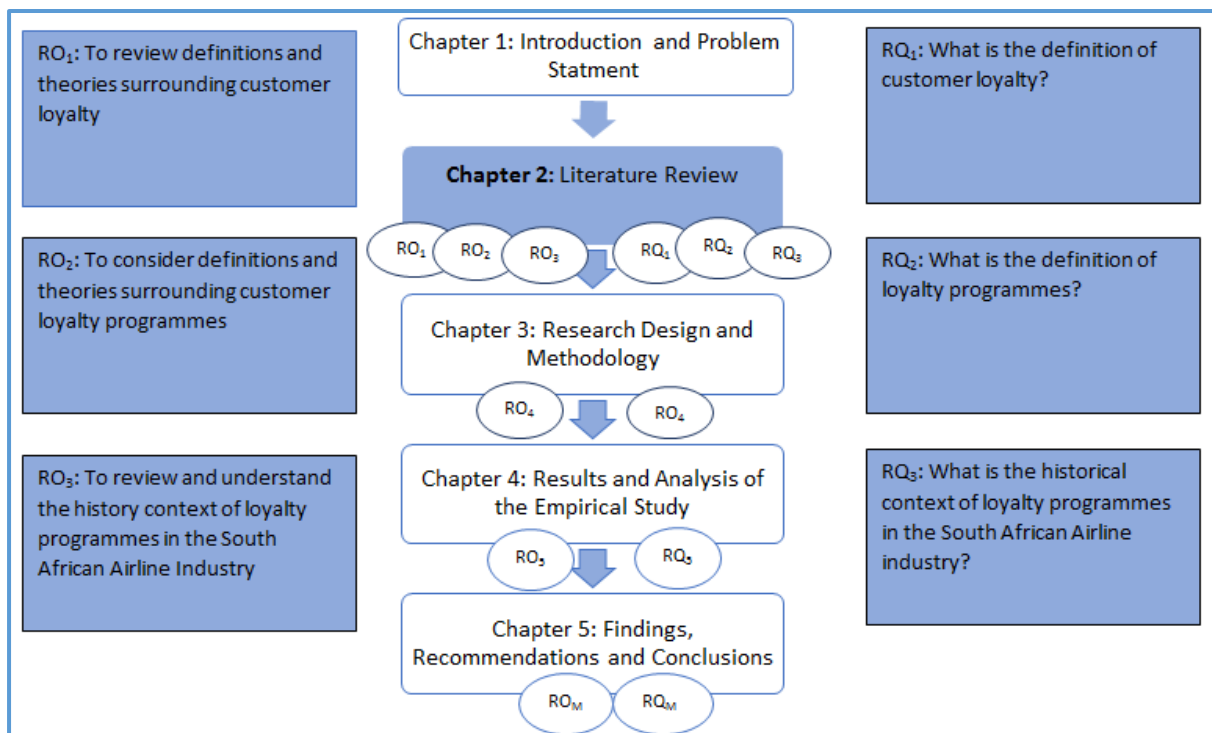 Chapter 1: Introduction and Problem
Statment
RO₁: To review definitions and
theories surrounding customer
loyalty
RQ₁: What is the definition of
customer loyalty?
Chapter 2: Literature Review
RO₁
RO₂
RO₃
RQ₁
RQ₂
RQ₃
RO₂: To consider definitions and
theories surrounding customer
loyalty programmes
RQ₂: What is the definition of
loyalty programmes?
Chapter 3: Research Design and
Methodology
RO₄
RO₄
RO₃: To review and understand
the history context of loyalty
programmes in the South
African Airline Industry
RQ₃: What is the historical
context of loyalty programmes
in the South African Airline
industry?
Chapter 4: Results and Analysis of
the Empirical Study
RO₅
RQ₅
Chapter 5: Findings,
Recommendations and Conclusions
RO_M
RQ_M